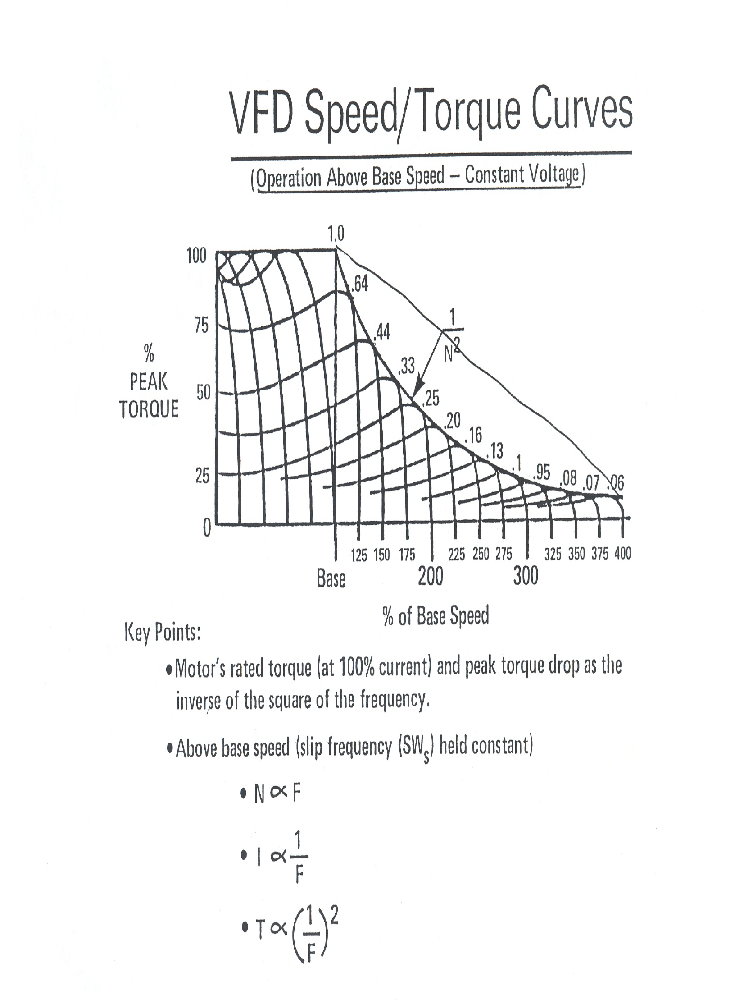 VFD Speed/Torque Curves
(Operation Above Base Speed – Constant Voltage)
1.0
100
.64
1
N²
75
.44
%
PEAK
TORQUE
.33
50
.25
.20
.16
.13
.1
.95
.08
.07
.06
25
0
125 150 175 225 250 275 325 350 375 400
Base 200 300
% of Base Speed
Key Points:
• Motor's rated torque (at 100% current) and peak torque drop as the
inverse of the square of the frequency.
• Above base speed (slip frequency (SWₛ) held constant)
• N ∝ F
• I ∝ 1/F
• T ∝ (1/F)²